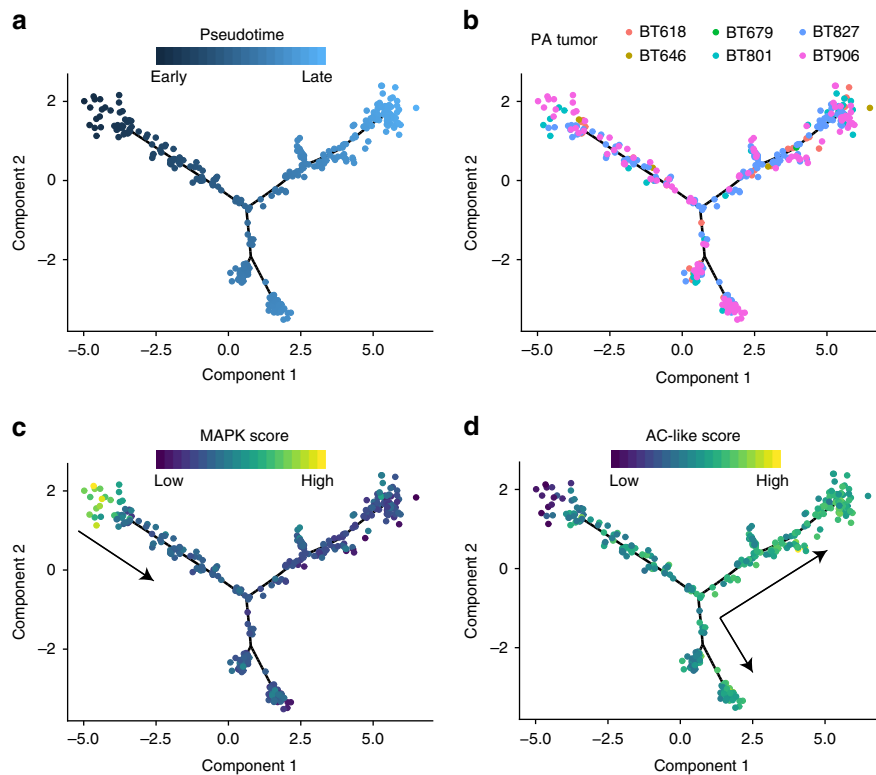 a
Pseudotime
Early Late
2
0
−2
Component 2
−5.0 −2.5 0.0 2.5 5.0
Component 1
b
PA tumor
BT618 BT679 BT827
BT646 BT801 BT906
2
0
−2
Component 2
−5.0 −2.5 0.0 2.5 5.0
Component 1
c
MAPK score
Low High
2
0
−2
Component 2
−5.0 −2.5 0.0 2.5 5.0
Component 1
d
AC-like score
Low High
2
0
−2
Component 2
−5.0 −2.5 0.0 2.5 5.0
Component 1